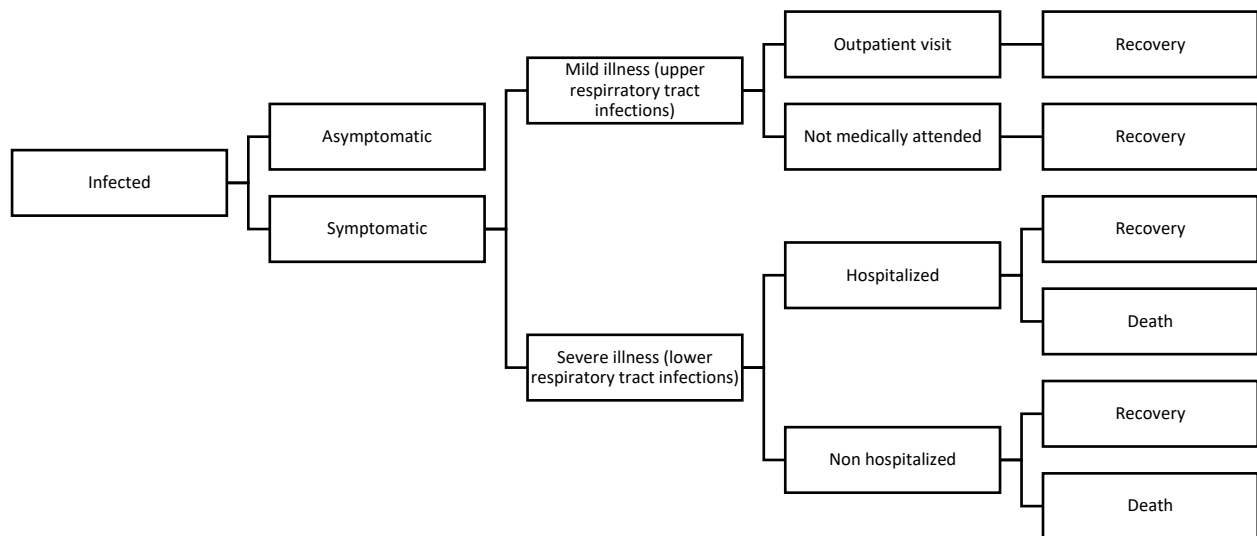 Outpatient visit
Recovery
Mild illness (upper
respirratory tract
infections)
Asymptomatic
Not medically attended
Recovery
Infected
Symptomatic
Recovery
Hospitalized
Death
Severe illness (lower
respiratory tract infections)
Recovery
Non hospitalized
Death